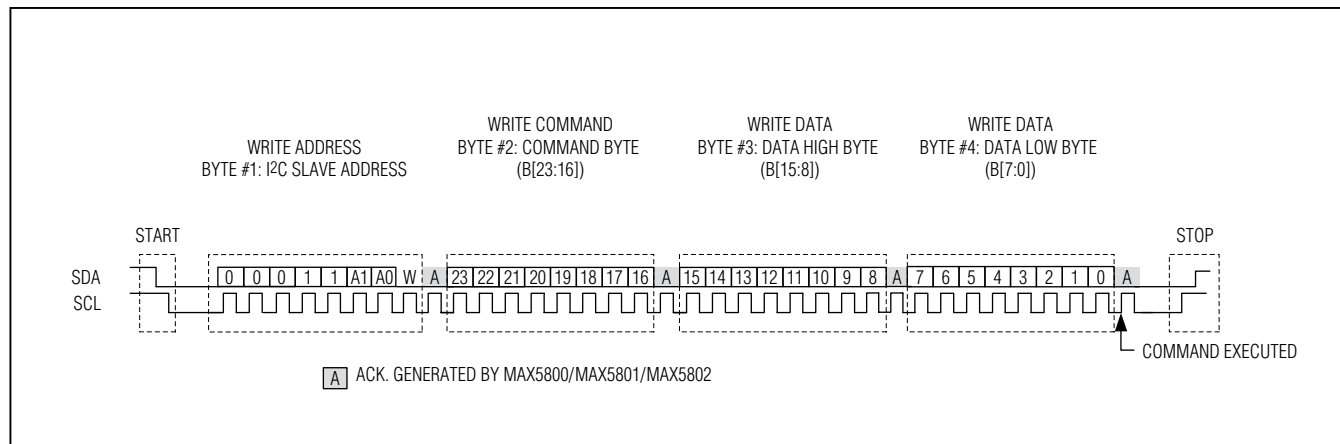 WRITE ADDRESS
BYTE #1: I2C SLAVE ADDRESS
WRITE COMMAND
BYTE #2: COMMAND BYTE
(B[23:16])
WRITE DATA
BYTE #3: DATA HIGH BYTE
(B[15:8])
WRITE DATA
BYTE #4: DATA LOW BYTE
(B[7:0])
START
STOP
SDA
0 0 0 1 1 A1 A0 W A 23 22 21 20 19 18 17 16 A 15 14 13 12 11 10 9 8 A 7 6 5 4 3 2 1 0 A
SCL
COMMAND EXECUTED
A ACK. GENERATED BY MAX5800/MAX5801/MAX5802